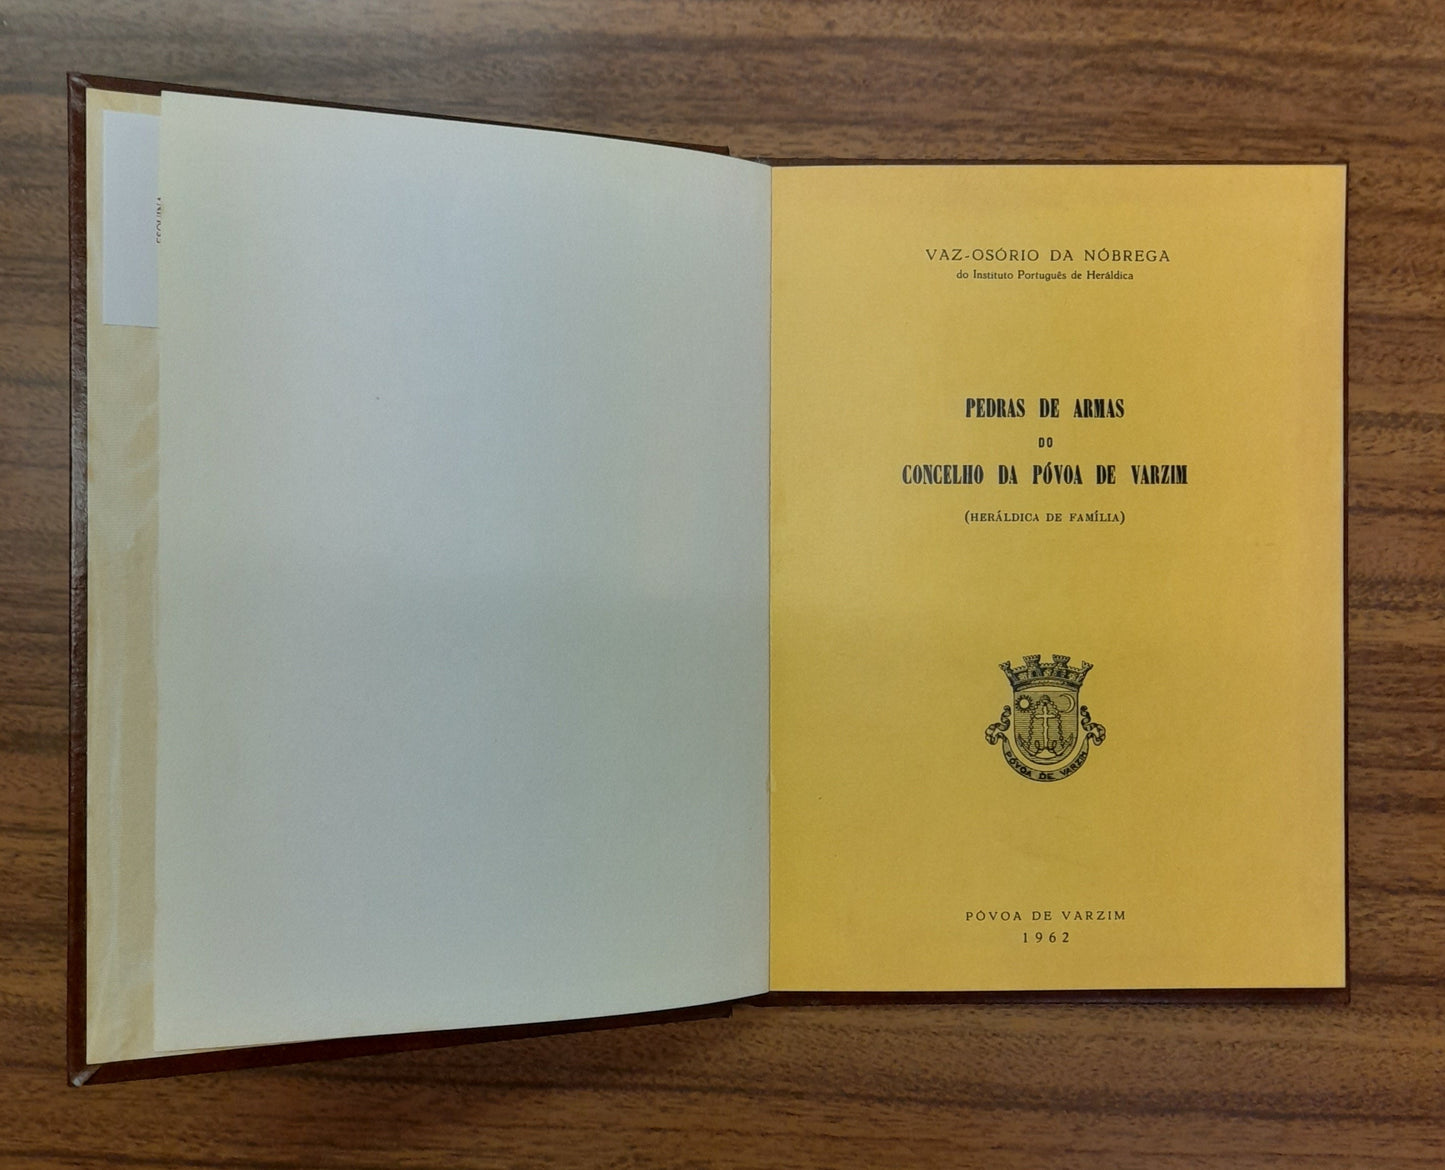 VAZ-OSÓRIO DA NÓBREGA
do Instituto Português de Heráldica
PEDRAS DE ARMAS
DO
CONCELHO DA PÓVOA DE VARZIM
(HERÁLDICA DE FAMÍLIA)
PÓVOA DE VARZIM
PÓVOA DE VARZIM
1962